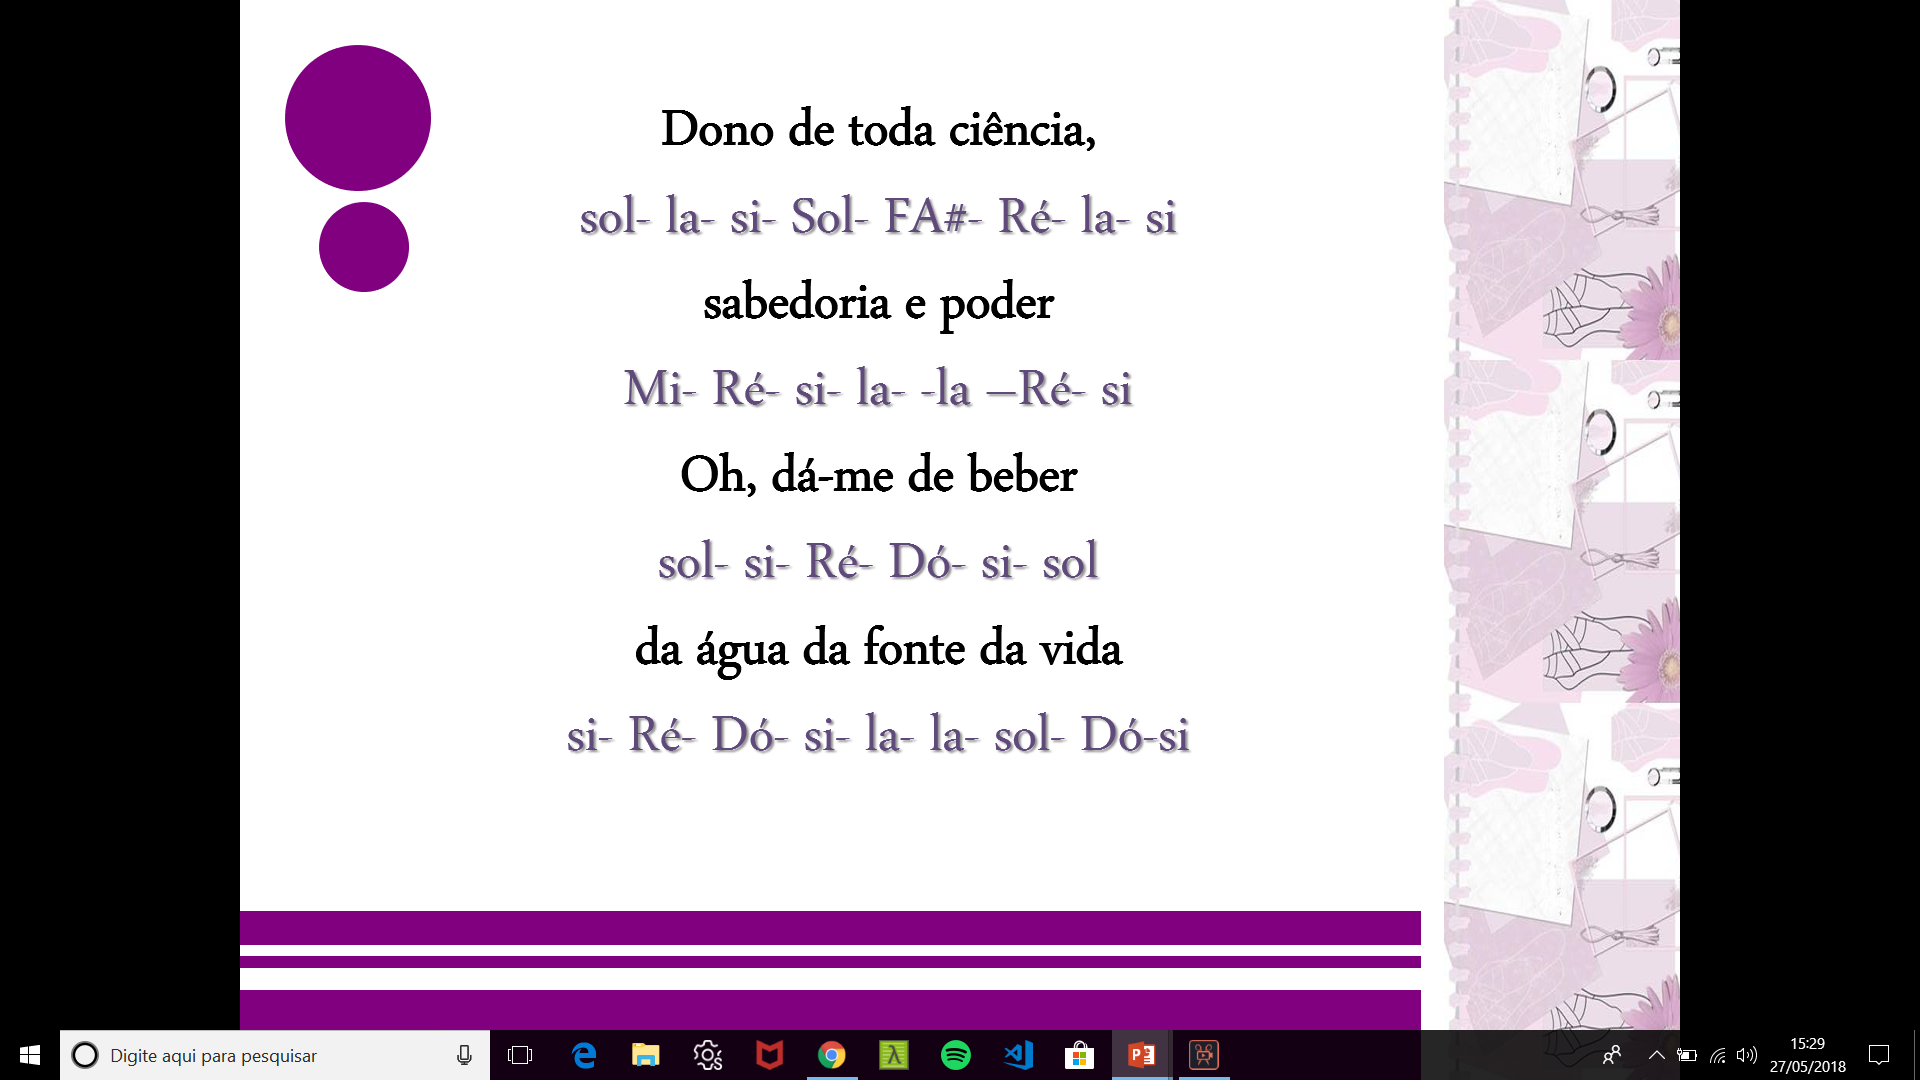 Dono de toda ciência,
sol- la- si- Sol- FA#- Ré- la- si
sabedoria e poder
Mi- Ré- si- la- -la –Ré- si
Oh, dá-me de beber
sol- si- Ré- Dó- si- sol
da água da fonte da vida
si- Ré- Dó- si- la- la- sol- Dó-si
Digite aqui para pesquisar
15:29
27/05/2018